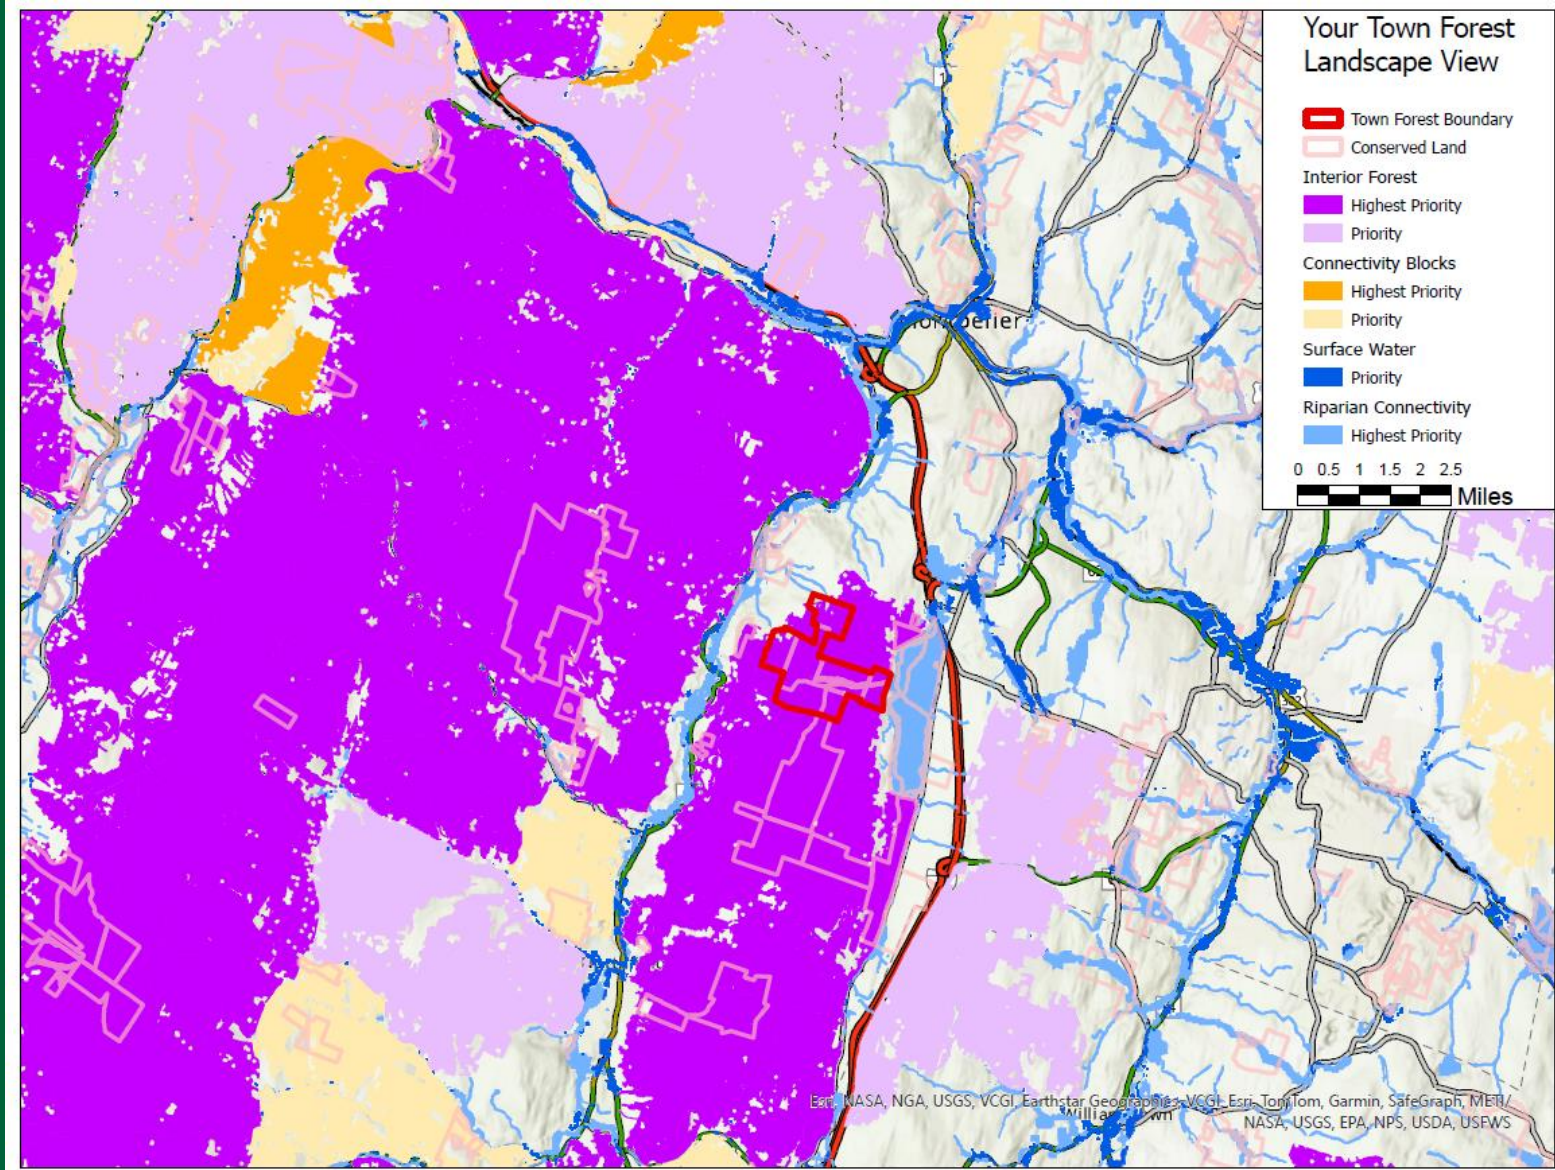 Your Town Forest
Landscape View
Town Forest Boundary
Conserved Land
Interior Forest
Highest Priority
Priority
Connectivity Blocks
Highest Priority
Priority
Surface Water
Priority
Riparian Connectivity
Highest Priority
0 0.5 1 1.5 2 2.5
Miles
Esri, NASA, NGA, USGS, VCGI, Earthstar Geographics, VCGI, Esri, TomTom, Garmin, SafeGraph, METI/
NASA, USGS, EPA, NPS, USDA, USFWS